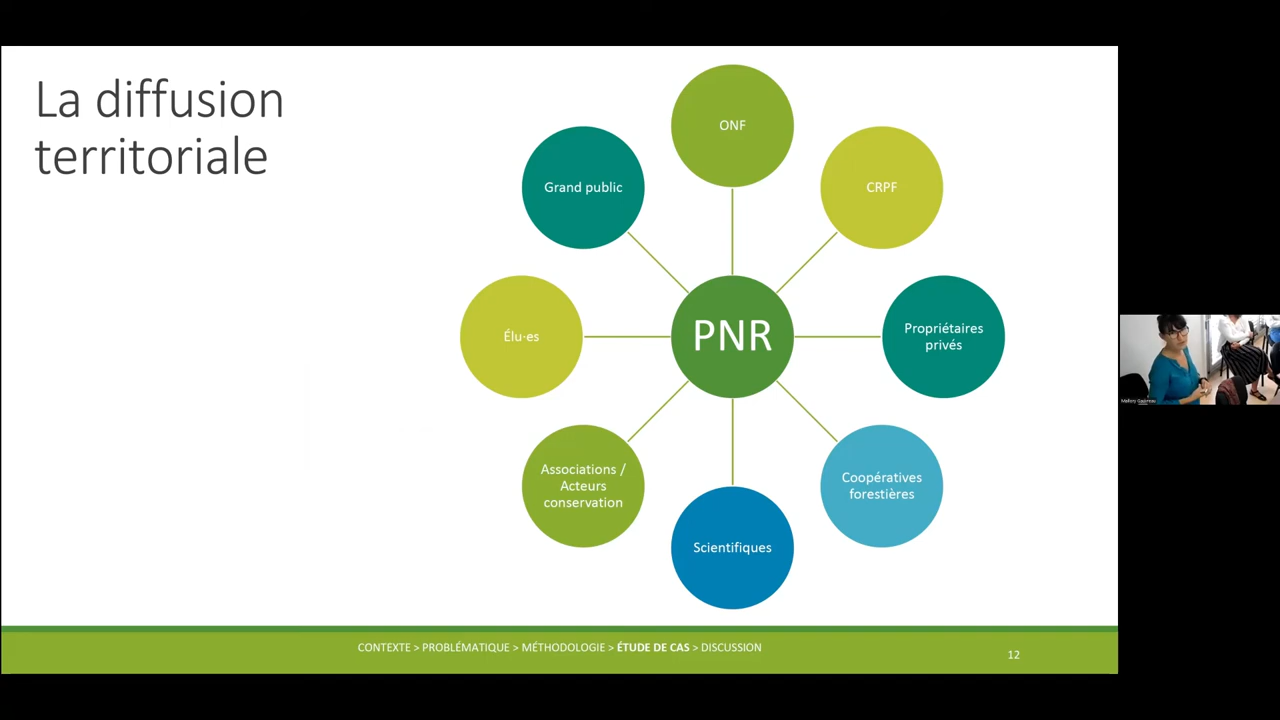 La diffusion
territoriale
ONF
Grand public
CRPF
Élu·es
PNR
Propriétaires
privés
Associations /
Acteurs
conservation
Coopératives
forestières
Scientifiques
CONTEXTE > PROBLÉMATIQUE > MÉTHODOLOGIE > ÉTUDE DE CAS > DISCUSSION
12